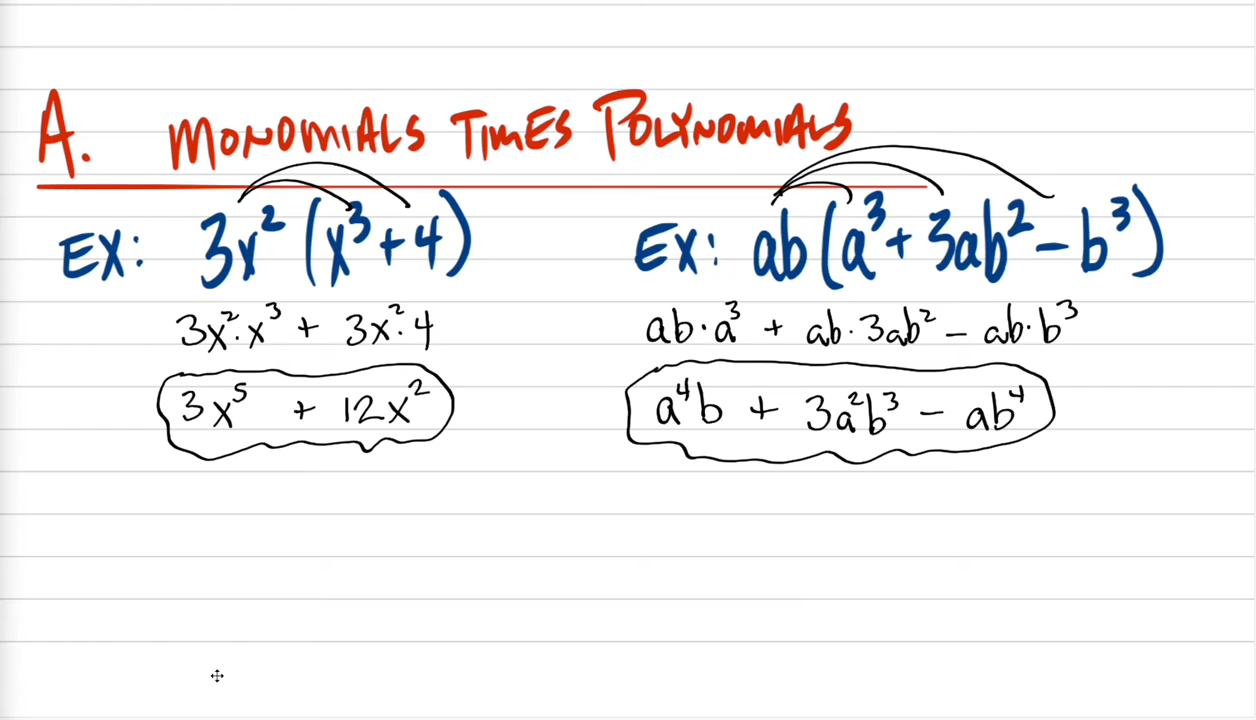 A. MONOMIALS TIMES POLYNOMIALS
EX: 3x² (x³ + 4)
3x² · x³ + 3x² · 4
3x⁵ + 12x²
EX: ab (a³ + 3ab² – b³)
ab · a³ + ab · 3ab² – ab · b³
a⁴b + 3a²b³ – ab⁴